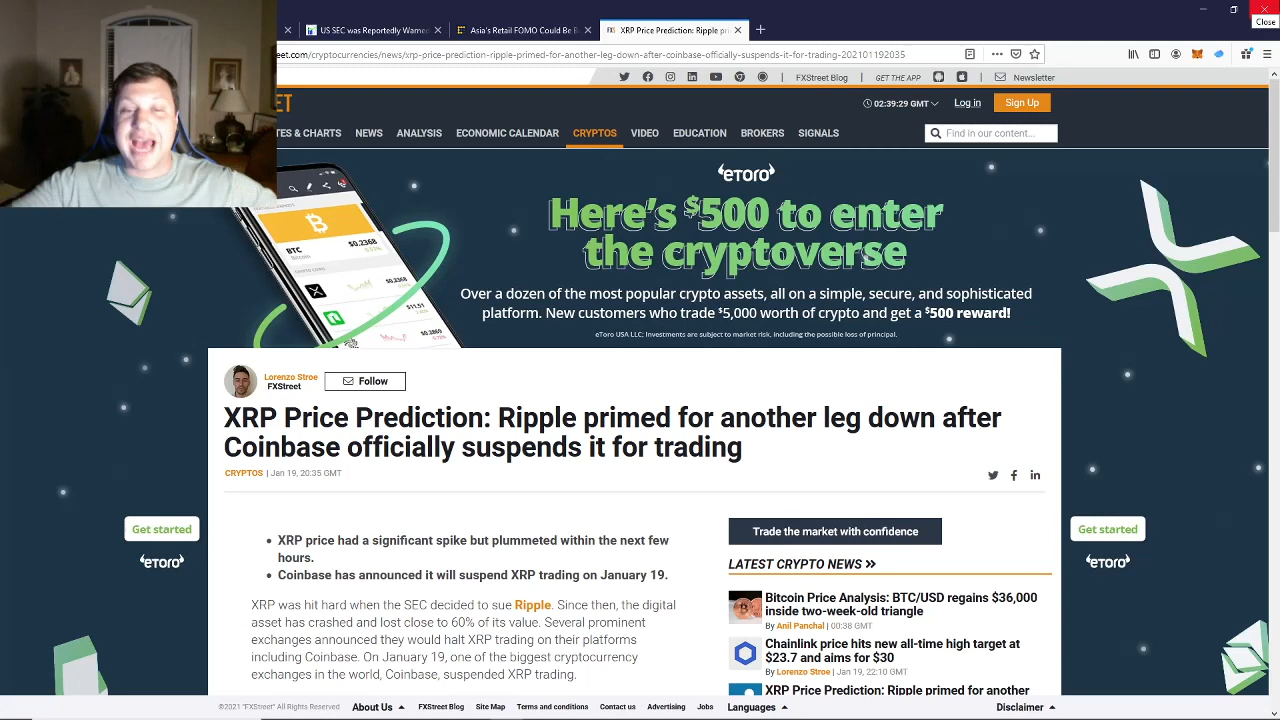 Close
US SEC was Reportedly Warned
Asia's Retail FOMO Could Be B
FXS XRP Price Prediction: Ripple pri
eet.com/cryptocurrencies/news/xrp-price-prediction-ripple-primed-for-another-leg-down-after-coinbase-officially-suspends-it-for-trading-202101192035
FXStreet Blog
GET THE APP
Newsletter
ET
02:39:29 GMT
Log in
Sign Up
TES & CHARTS
NEWS
ANALYSIS
ECONOMIC CALENDAR
CRYPTOS
VIDEO
EDUCATION
BROKERS
SIGNALS
Find in our content...
eTORO
Here's $500 to enter
the cryptoverse
Over a dozen of the most popular crypto assets, all on a simple, secure, and sophisticated
platform. New customers who trade $5,000 worth of crypto and get a $500 reward!
eToro USA LLC; Investments are subject to market risk, including the possible loss of principal.
BTC
Bitcoin
$0.2368
$0.2368
$11.51
$0.2860
Lorenzo Stroe
FXStreet
Follow
XRP Price Prediction: Ripple primed for another leg down after
Coinbase officially suspends it for trading
CRYPTOS | Jan 19, 20:35 GMT
Get started
eTORO
Get started
eTORO
• XRP price had a significant spike but plummeted within the next few
hours.
• Coinbase has announced it will suspend XRP trading on January 19.
XRP was hit hard when the SEC decided to sue Ripple. Since then, the digital
asset has crashed and lost close to 60% of its value. Several prominent
exchanges announced they would halt XRP trading on their platforms
including Coinbase. On January 19, one of the biggest cryptocurrency
exchanges in the world, Coinbase, suspended XRP trading.
Trade the market with confidence
LATEST CRYPTO NEWS
Bitcoin Price Analysis: BTC/USD regains $36,000
inside two-week-old triangle
By Anil Panchal | 00:38 GMT
Chainlink price hits new all-time high target at
$23.7 and aims for $30
By Lorenzo Stroe | Jan 19, 22:10 GMT
XRP Price Prediction: Ripple primed for another
©2021 "FXStreet" All Rights Reserved
About Us
FXStreet Blog
Site Map
Terms and conditions
Contact us
Advertising
Jobs
Languages
Disclaimer